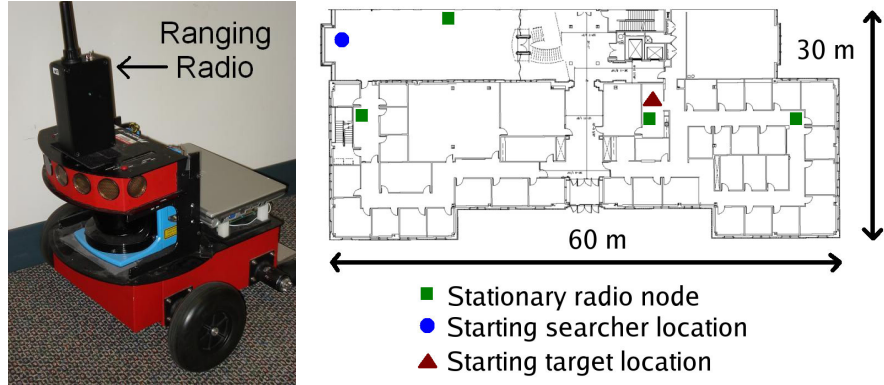 Ranging
Radio
30 m
60 m
Stationary radio node
Starting searcher location
Starting target location